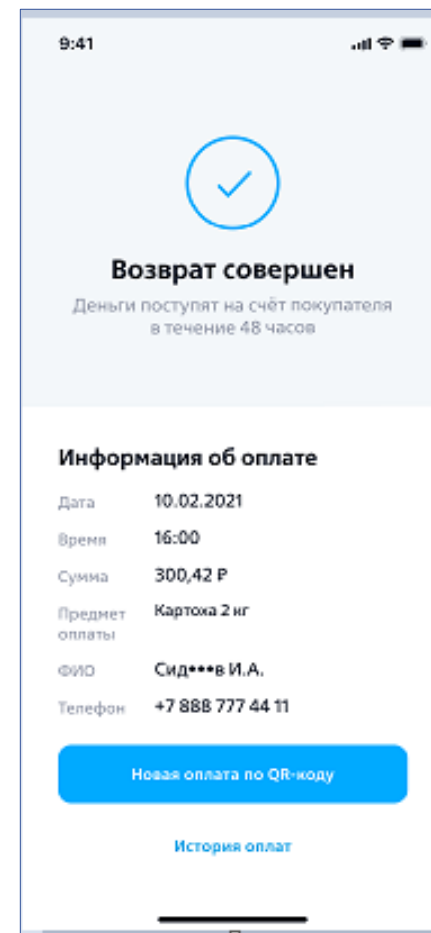 9:41
Возврат совершен
Деньги поступят на счёт покупателя
в течение 48 часов
Информация об оплате
Дата 10.02.2021
Время 16:00
Сумма 300,42 ₽
Предмет Картоха 2 кг
оплаты
ФИО Сид•••в И.А.
Телефон +7 888 777 44 11
Новая оплата по QR-коду
История оплат